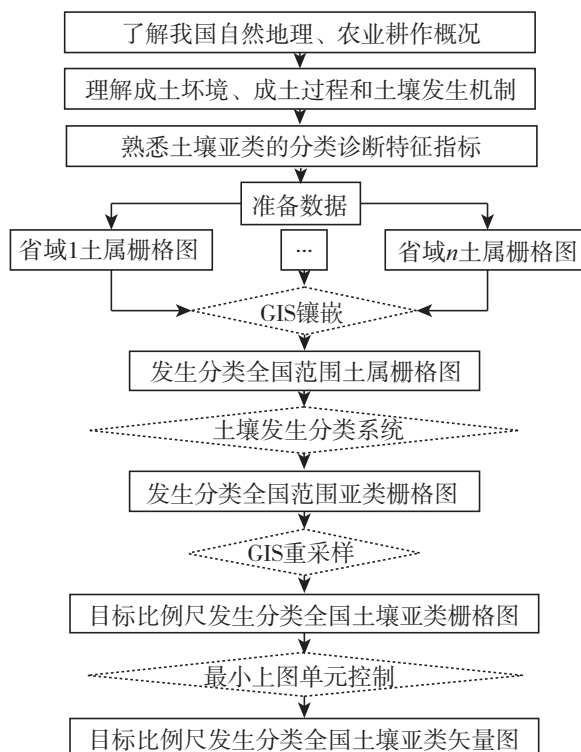 了解我国自然地理、农业耕作概况
理解成土坏境、成土过程和土壤发生机制
熟悉土壤亚类的分类诊断特征指标
准备数据
省域1土属栅格图
...
省域n土属栅格图
GIS镶嵌
发生分类全国范围土属栅格图
土壤发生分类系统
发生分类全国范围亚类栅格图
GIS重采样
目标比例尺发生分类全国土壤亚类栅格图
最小上图单元控制
目标比例尺发生分类全国土壤亚类矢量图